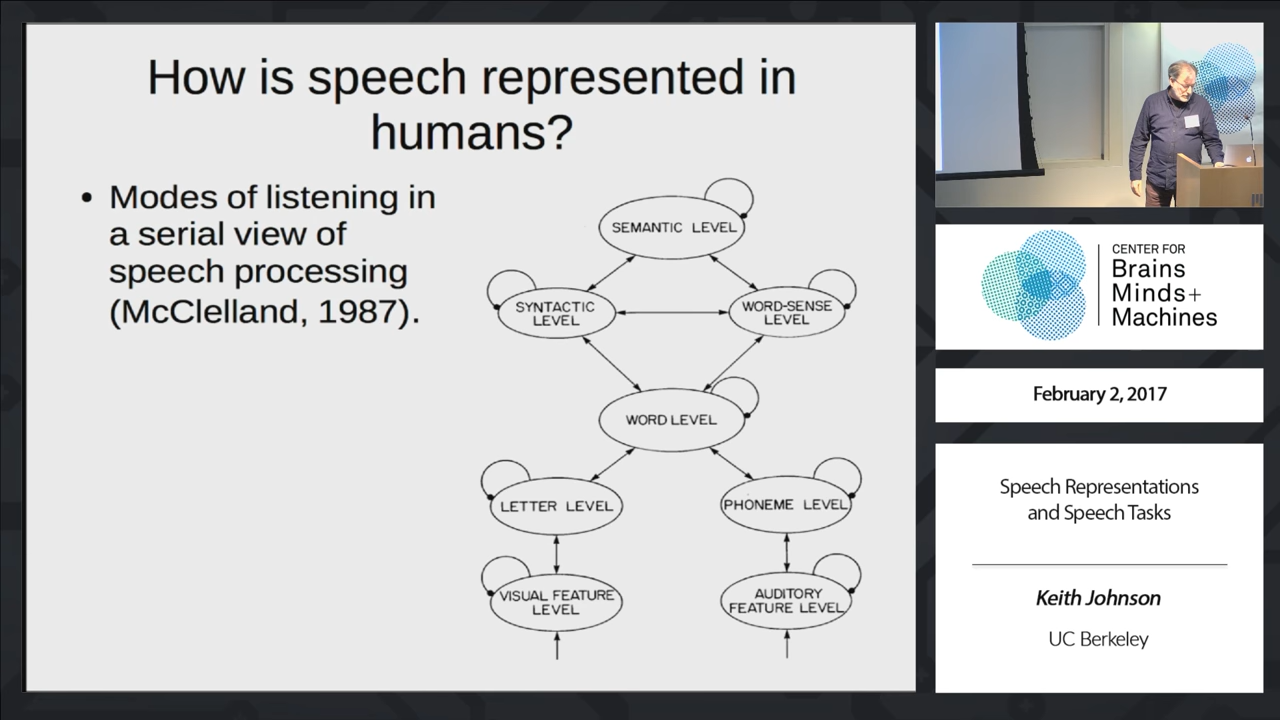 How is speech represented in
humans?
• Modes of listening in
a serial view of
speech processing
(McClelland, 1987).
SEMANTIC LEVEL
SYNTACTIC
LEVEL
WORD-SENSE
LEVEL
WORD LEVEL
LETTER LEVEL
PHONEME LEVEL
VISUAL FEATURE
LEVEL
AUDITORY
FEATURE LEVEL
CENTER FOR
Brains
Minds+
Machines
February 2, 2017
Speech Representations
and Speech Tasks
Keith Johnson
UC Berkeley